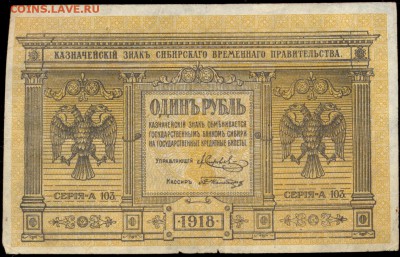 COINS.LAVE.RU
КАЗНАЧЕЙСКІЙ ЗНАКЪ СИБИРСКАГО ВРЕМЕННАГО ПРАВИТЕЛЬСТВА.
ОДИНЪ РУБЛЬ
КАЗНАЧЕЙСКІЙ ЗНАКЪ ОБМѢНИВАЕТСЯ
ГОСУДАРСТВЕННЫМЪ БАНКОМЪ СИБИРИ
НА ГОСУДАРСТВЕННЫЕ КРЕДИТНЫЕ БИЛЕТЫ.
УПРАВЛЯЮЩІЙ
КАССИРЪ
СЕРІЯ-А 103.
СЕРІЯ-А 103.
1918